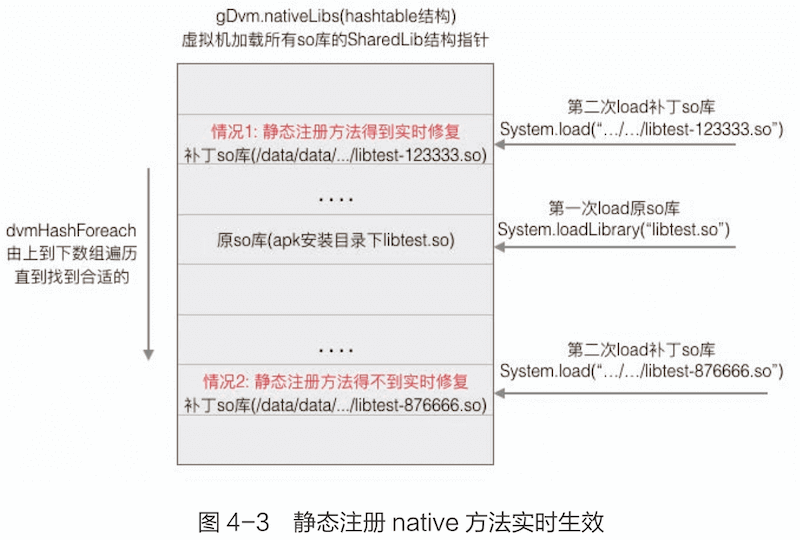 gDvm.nativeLibs(hashtable结构)
虚拟机加载所有so库的SharedLib结构指针
情况1: 静态注册方法得到实时修复
补丁so库(/data/data/.../libtest-123333.so)
....
原so库(apk安装目录下libtest.so)
....
情况2: 静态注册方法得不到实时修复
补丁so库(/data/data/.../libtest-876666.so)
dvmHashForeach
由上到下数组遍历
直到找到合适的
第二次load补丁so库
System.load(“.../.../libtest-123333.so”)
第一次load原so库
System.loadLibrary(“libtest.so”)
第二次load补丁so库
System.load(“.../.../libtest-876666.so”)
图 4-3 静态注册 native 方法实时生效